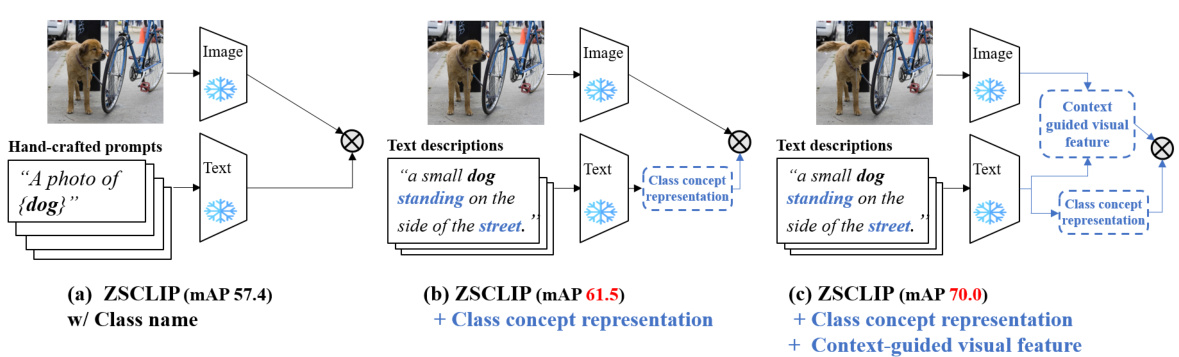 Image
Hand-crafted prompts
Text
“A photo of
{dog}”
(a) ZSCLIP (mAP 57.4)
w/ Class name
Image
Text descriptions
Text
“a small dog
standing on the
side of the street.”
Class concept
representation
(b) ZSCLIP (mAP 61.5)
+ Class concept representation
Image
Context
guided visual
feature
Text descriptions
Text
“a small dog
standing on the
side of the street.”
Class concept
representation
(c) ZSCLIP (mAP 70.0)
+ Class concept representation
+ Context-guided visual feature